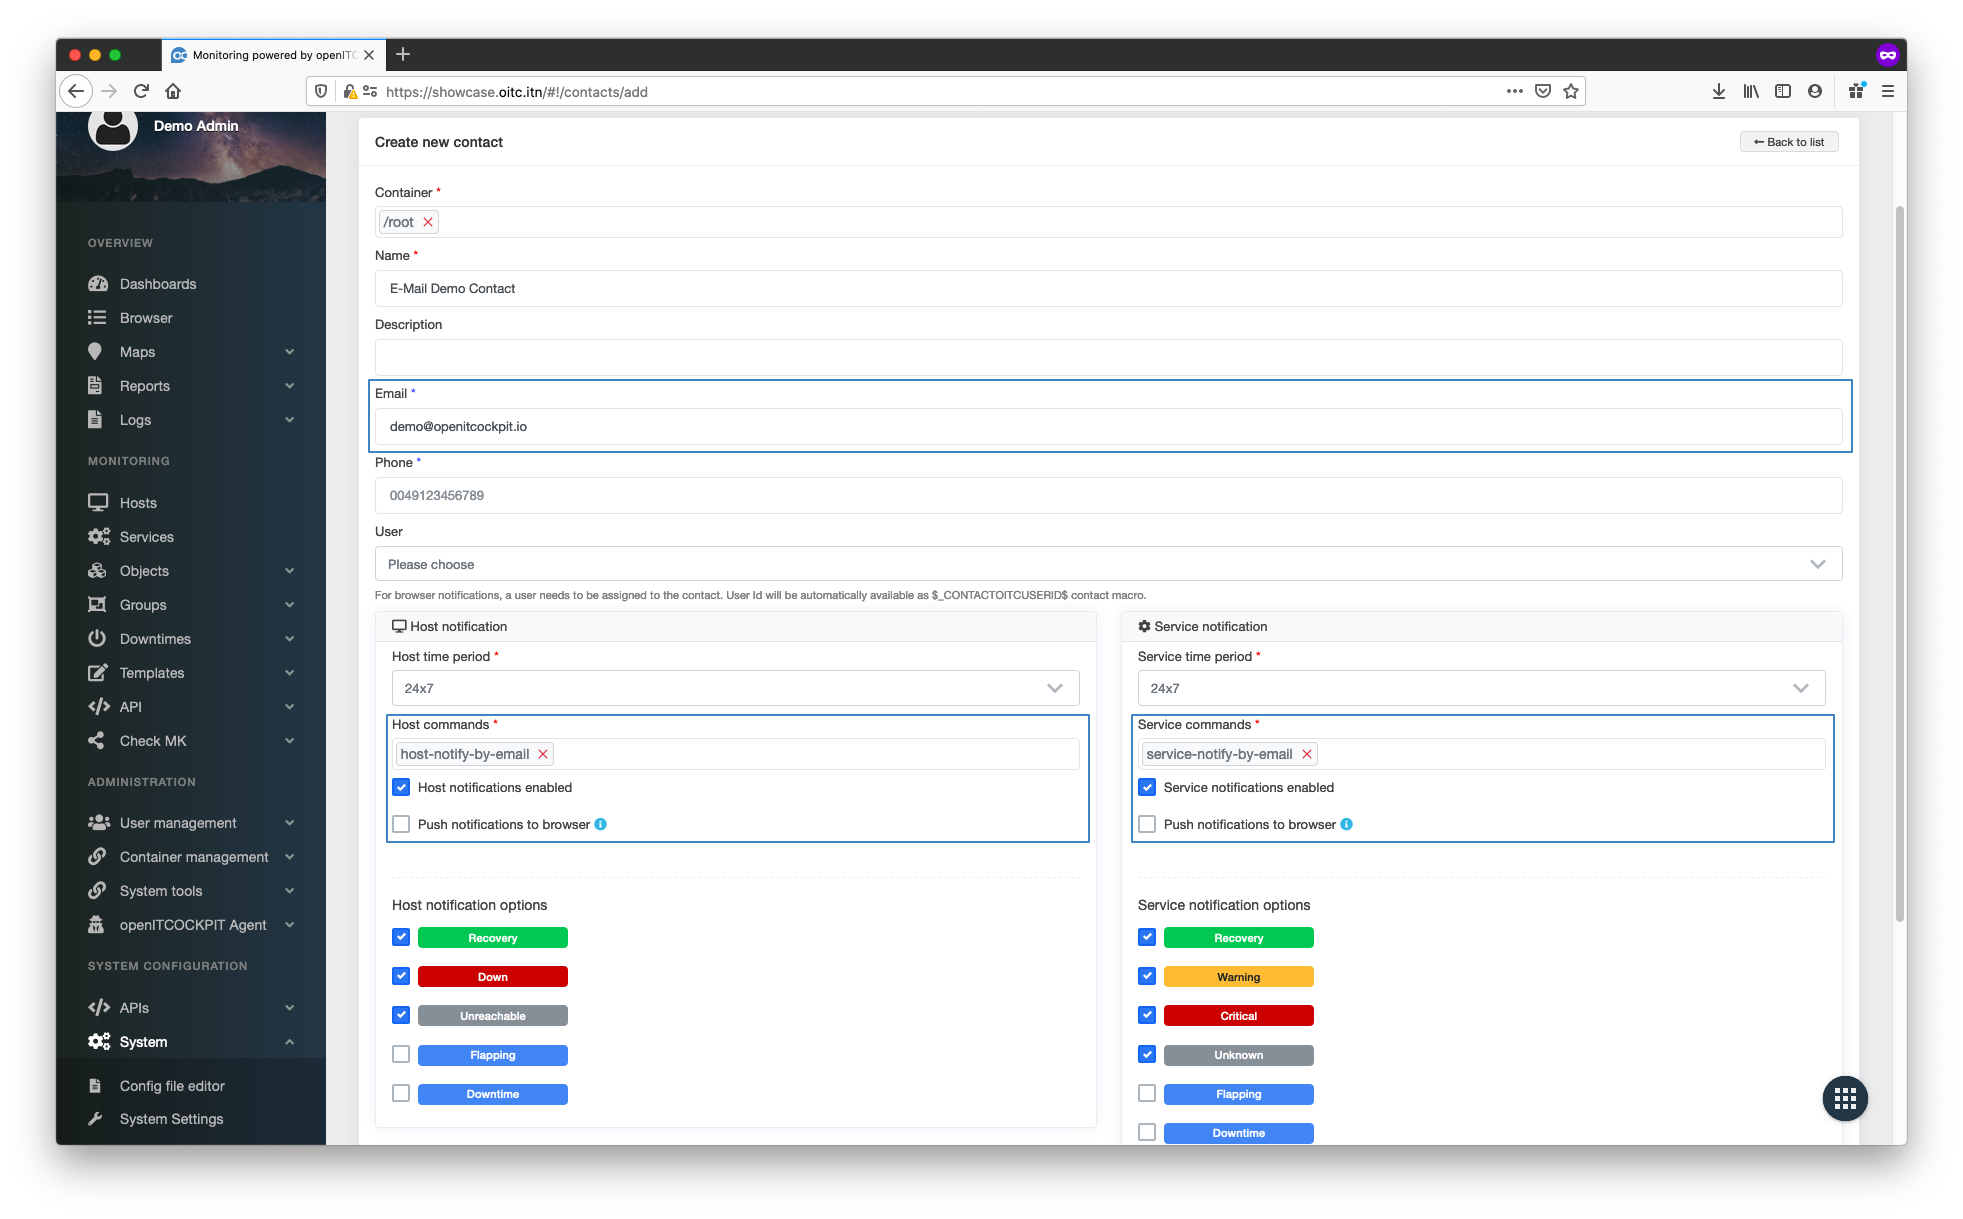 Monitoring powered by openITC
https://showcase.oitc.itn/#!/contacts/add
Demo Admin
OVERVIEW
Dashboards
Browser
Maps
Reports
Logs
MONITORING
Hosts
Services
Objects
Groups
Downtimes
Templates
API
Check MK
ADMINISTRATION
User management
Container management
System tools
openITCOCKPIT Agent
SYSTEM CONFIGURATION
APIs
System
Config file editor
System Settings
Create new contact
Back to list
Container *
/root
Name *
E-Mail Demo Contact
Description
Email *
demo@openitcockpit.io
Phone *
0049123456789
User
Please choose
For browser notifications, a user needs to be assigned to the contact. User Id will be automatically available as $_CONTACTOITCUSERID$ contact macro.
Host notification
Host time period *
24x7
Host commands *
host-notify-by-email
Host notifications enabled
Push notifications to browser
Host notification options
Recovery
Down
Unreachable
Flapping
Downtime
Service notification
Service time period *
24x7
Service commands *
service-notify-by-email
Service notifications enabled
Push notifications to browser
Service notification options
Recovery
Warning
Critical
Unknown
Flapping
Downtime